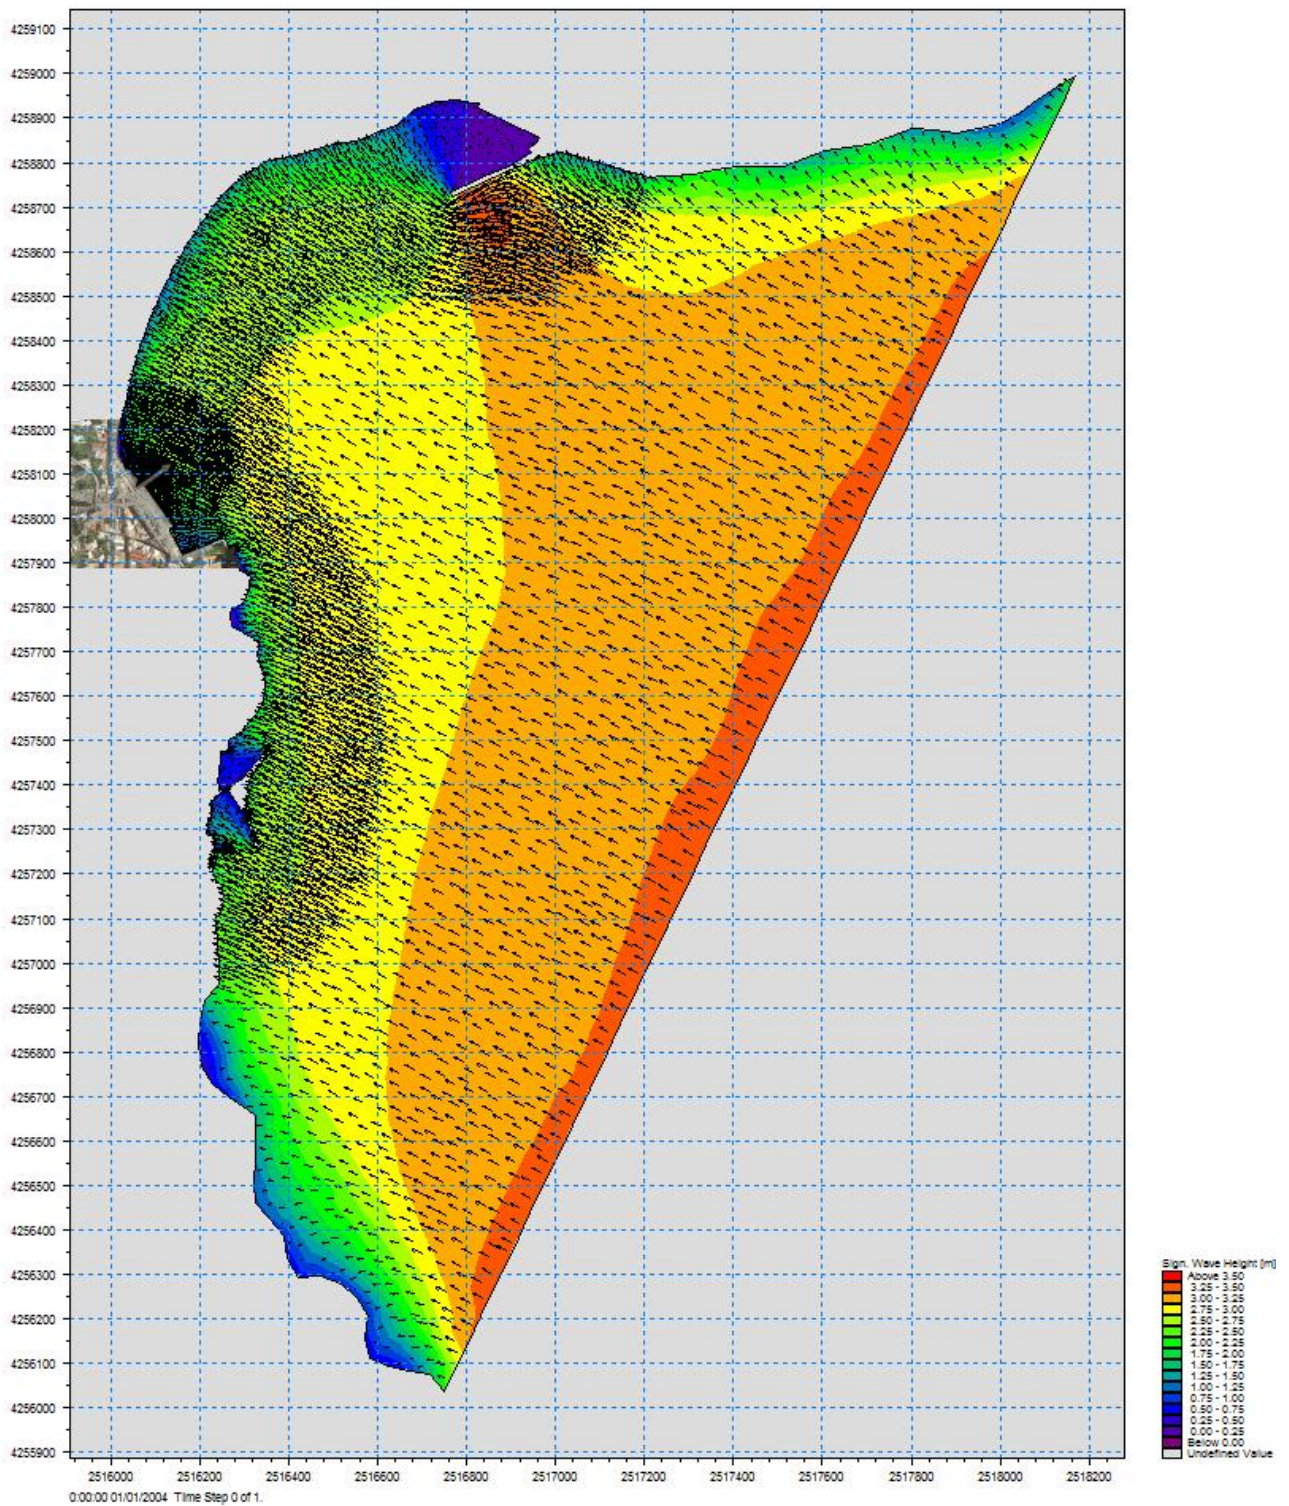 4259100
4259000
4258900
4258800
4258700
4258600
4258500
4258400
4258300
4258200
4258100
4258000
4257900
4257800
4257700
4257600
4257500
4257400
4257300
4257200
4257100
4257000
4256900
4256800
4256700
4256600
4256500
4256400
4256300
4256200
4256100
4256000
4255900
2516000 2516200 2516400 2516600 2516800 2517000 2517200 2517400 2517600 2517800 2518000 2518200
0:00:00 01/01/2004 Time Step 0 of 1.
Sign. Wave Height [m]
Above 3.50
3.25 - 3.50
3.00 - 3.25
2.75 - 3.00
2.50 - 2.75
2.25 - 2.50
2.00 - 2.25
1.75 - 2.00
1.50 - 1.75
1.25 - 1.50
1.00 - 1.25
0.75 - 1.00
0.50 - 0.75
0.25 - 0.50
0.00 - 0.25
Below 0.00
Undefined Value